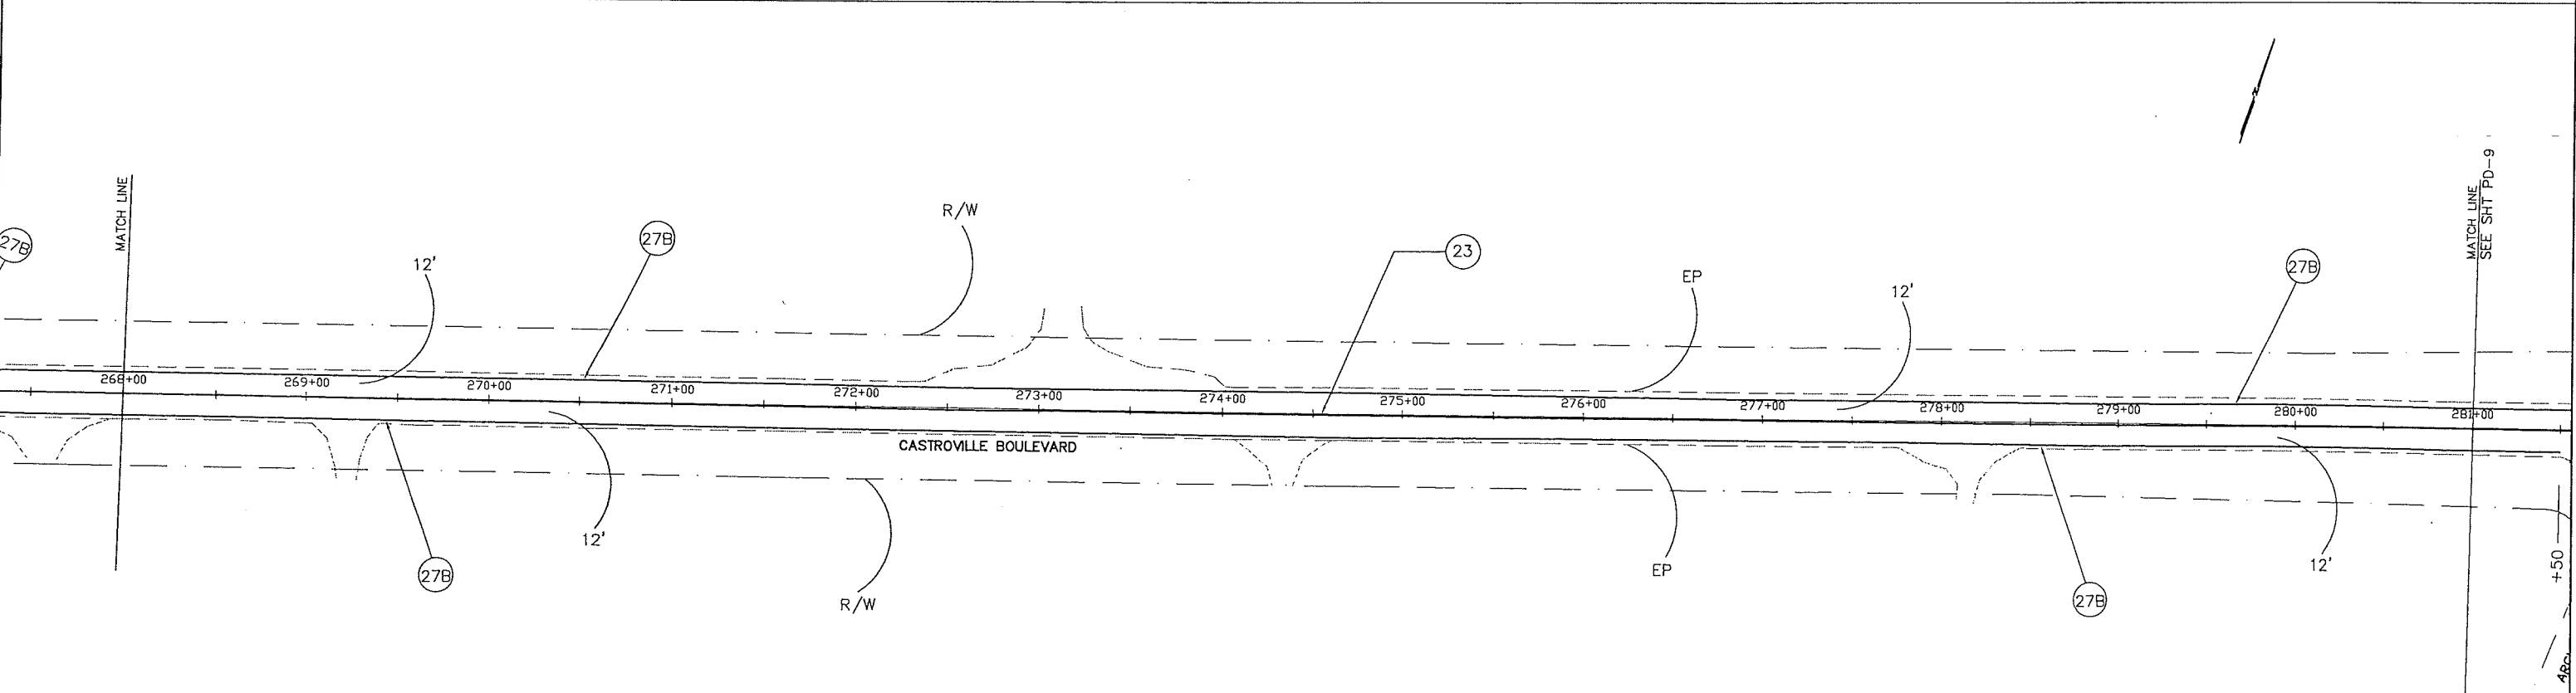 N
MATCH LINE
MATCH LINE
SEE SHT PD-9
27B
27B
R/W
23
27B
12'
EP
12'
268+00
269+00
270+00
271+00
272+00
273+00
274+00
275+00
276+00
277+00
278+00
279+00
280+00
281+00
CASTROVILLE BOULEVARD
12'
27B
R/W
EP
27B
12'
+50